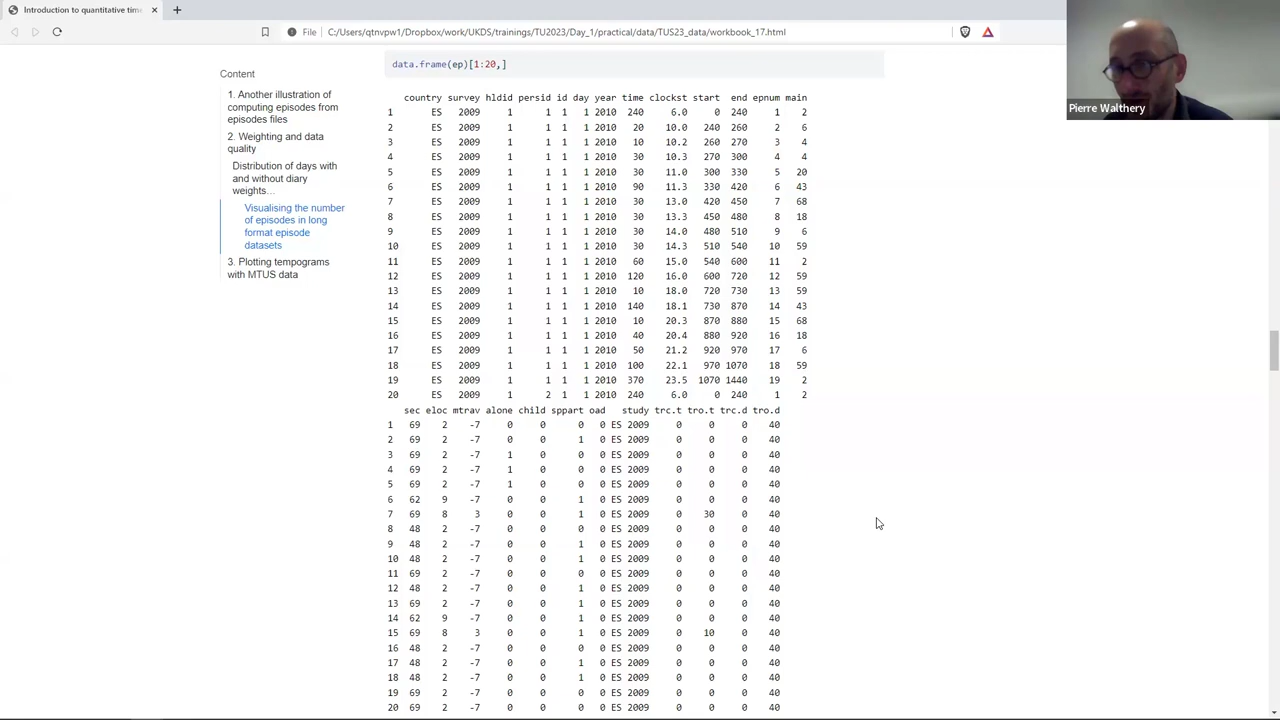 Introduction to quantitative tim
File C:/Users/qtnvpw1/Dropbox/work/UKDS/trainings/TU2023/Day_1/practical/data/TUS23_data/workbook_17.html
Pierre Walthery
Content
1. Another illustration of
computing episodes from
episodes files
2. Weighting and data
quality
Distribution of days with
and without diary
weights…
Visualising the number
of episodes in long
format episode
datasets
3. Plotting tempograms
with MTUS data
data.frame(ep)[1:20,]
country survey hldid persid id day year time clockst start end epnum main
1 ES 2009 1 1 1 1 2010 240 6.0 0 240 1 2
2 ES 2009 1 1 1 1 2010 20 10.0 240 260 2 6
3 ES 2009 1 1 1 1 2010 10 10.2 260 270 3 4
4 ES 2009 1 1 1 1 2010 30 10.3 270 300 4 4
5 ES 2009 1 1 1 1 2010 30 11.0 300 330 5 20
6 ES 2009 1 1 1 1 2010 90 11.3 330 420 6 43
7 ES 2009 1 1 1 1 2010 30 13.0 420 450 7 68
8 ES 2009 1 1 1 1 2010 30 13.3 450 480 8 18
9 ES 2009 1 1 1 1 2010 30 14.0 480 510 9 6
10 ES 2009 1 1 1 1 2010 30 14.3 510 540 10 59
11 ES 2009 1 1 1 1 2010 60 15.0 540 600 11 2
12 ES 2009 1 1 1 1 2010 120 16.0 600 720 12 59
13 ES 2009 1 1 1 1 2010 10 18.0 720 730 13 59
14 ES 2009 1 1 1 1 2010 140 18.1 730 870 14 43
15 ES 2009 1 1 1 1 2010 10 20.3 870 880 15 68
16 ES 2009 1 1 1 1 2010 40 20.4 880 920 16 18
17 ES 2009 1 1 1 1 2010 50 21.2 920 970 17 6
18 ES 2009 1 1 1 1 2010 100 22.1 970 1070 18 59
19 ES 2009 1 1 1 1 2010 370 23.5 1070 1440 19 2
20 ES 2009 1 2 1 1 2010 240 6.0 0 240 1 2
sec eloc mtrav alone child sppart oad study trc.t tro.t trc.d tro.d
1 69 2 -7 0 0 0 0 ES 2009 0 0 0 40
2 69 2 -7 0 0 1 0 ES 2009 0 0 0 40
3 69 2 -7 1 0 0 0 ES 2009 0 0 0 40
4 69 2 -7 1 0 0 0 ES 2009 0 0 0 40
5 69 2 -7 1 0 0 0 ES 2009 0 0 0 40
6 62 9 -7 0 0 1 0 ES 2009 0 0 0 40
7 69 8 3 0 0 1 0 ES 2009 0 30 0 40
8 48 2 -7 0 0 0 0 ES 2009 0 0 0 40
9 48 2 -7 0 0 1 0 ES 2009 0 0 0 40
10 48 2 -7 0 0 1 0 ES 2009 0 0 0 40
11 69 2 -7 0 0 0 0 ES 2009 0 0 0 40
12 48 2 -7 0 0 1 0 ES 2009 0 0 0 40
13 48 2 -7 0 0 1 0 ES 2009 0 0 0 40
14 62 9 -7 0 0 1 0 ES 2009 0 0 0 40
15 69 8 3 0 0 1 0 ES 2009 0 10 0 40
16 48 2 -7 0 0 0 0 ES 2009 0 0 0 40
17 48 2 -7 0 0 1 0 ES 2009 0 0 0 40
18 48 2 -7 0 0 1 0 ES 2009 0 0 0 40
19 69 2 -7 0 0 0 0 ES 2009 0 0 0 40
20 69 2 -7 0 0 0 0 ES 2009 0 0 0 40